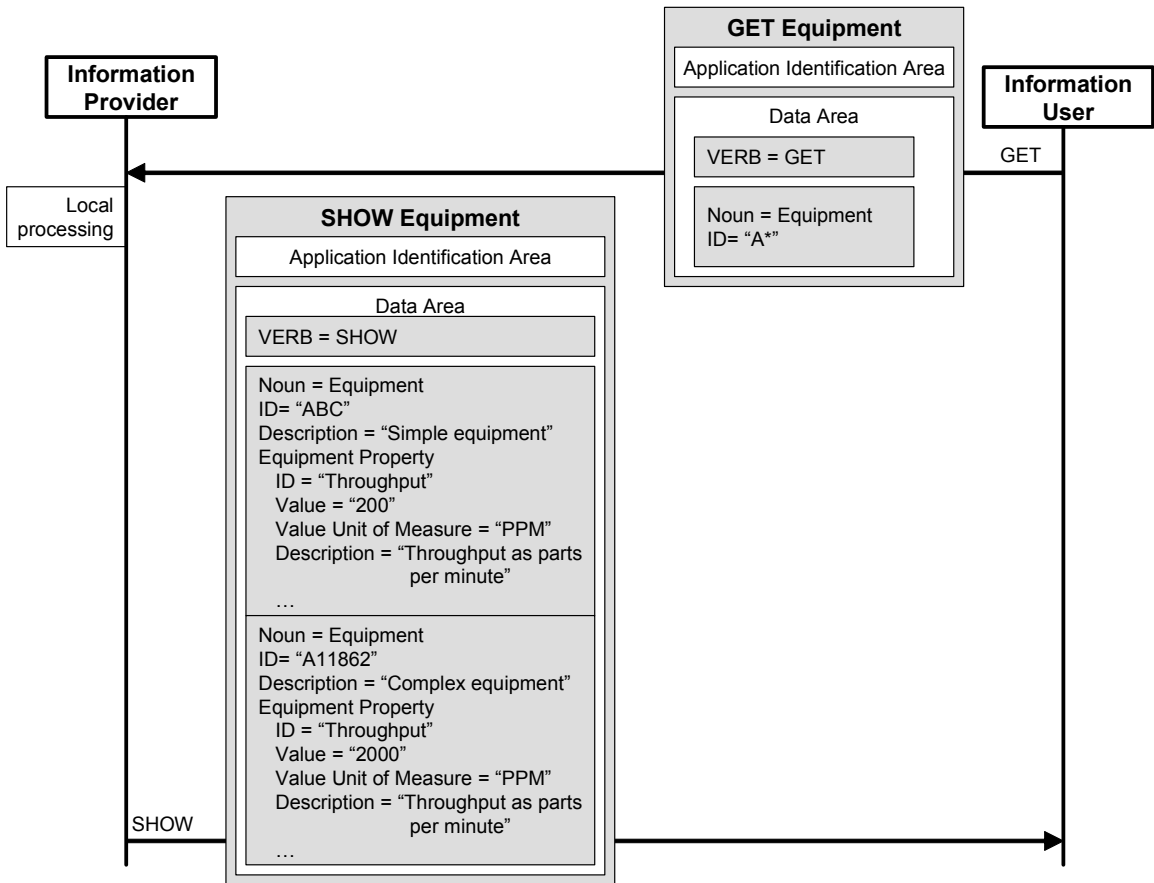 GET Equipment
Application Identification Area
Data Area
VERB = GET
Noun = Equipment
ID= “A*”
Information
Provider
Information
User
GET
Local
processing
SHOW Equipment
Application Identification Area
Data Area
VERB = SHOW
Noun = Equipment
ID= “ABC”
Description = “Simple equipment”
Equipment Property
ID = “Throughput”
Value = “200”
Value Unit of Measure = “PPM”
Description = “Throughput as parts
per minute”
…
Noun = Equipment
ID= “A11862”
Description = “Complex equipment”
Equipment Property
ID = “Throughput”
Value = “2000”
Value Unit of Measure = “PPM”
Description = “Throughput as parts
per minute”
…
SHOW